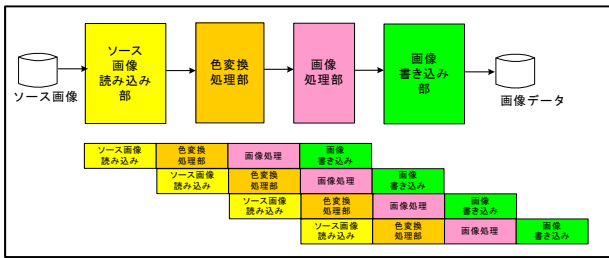 ソース
画像
読み込み
部
色変換
処理部
画像
処理部
画像
書き込み
部
ソース画像
画像データ
ソース画像
読み込み
色変換
処理部
画像処理
画像
書き込み
ソース画像
読み込み
色変換
処理部
画像処理
画像
書き込み
ソース画像
読み込み
色変換
処理部
画像処理
画像
書き込み
ソース画像
読み込み
色変換
処理部
画像処理
画像
書き込み